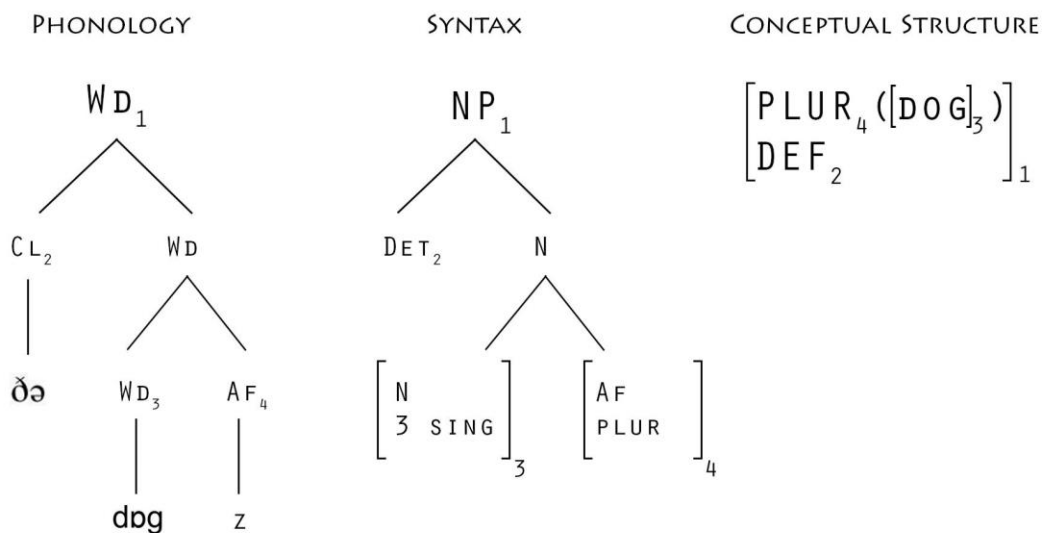 PHONOLOGY SYNTAX CONCEPTUAL STRUCTURE
WD₁ NP₁ [PLUR₄([DOG]₃)
DEF₂]₁
CL₂ WD DET₂ N
ðə WD₃ AF₄ [N
3 SING]₃ [AF
PLUR]₄
dɒg z